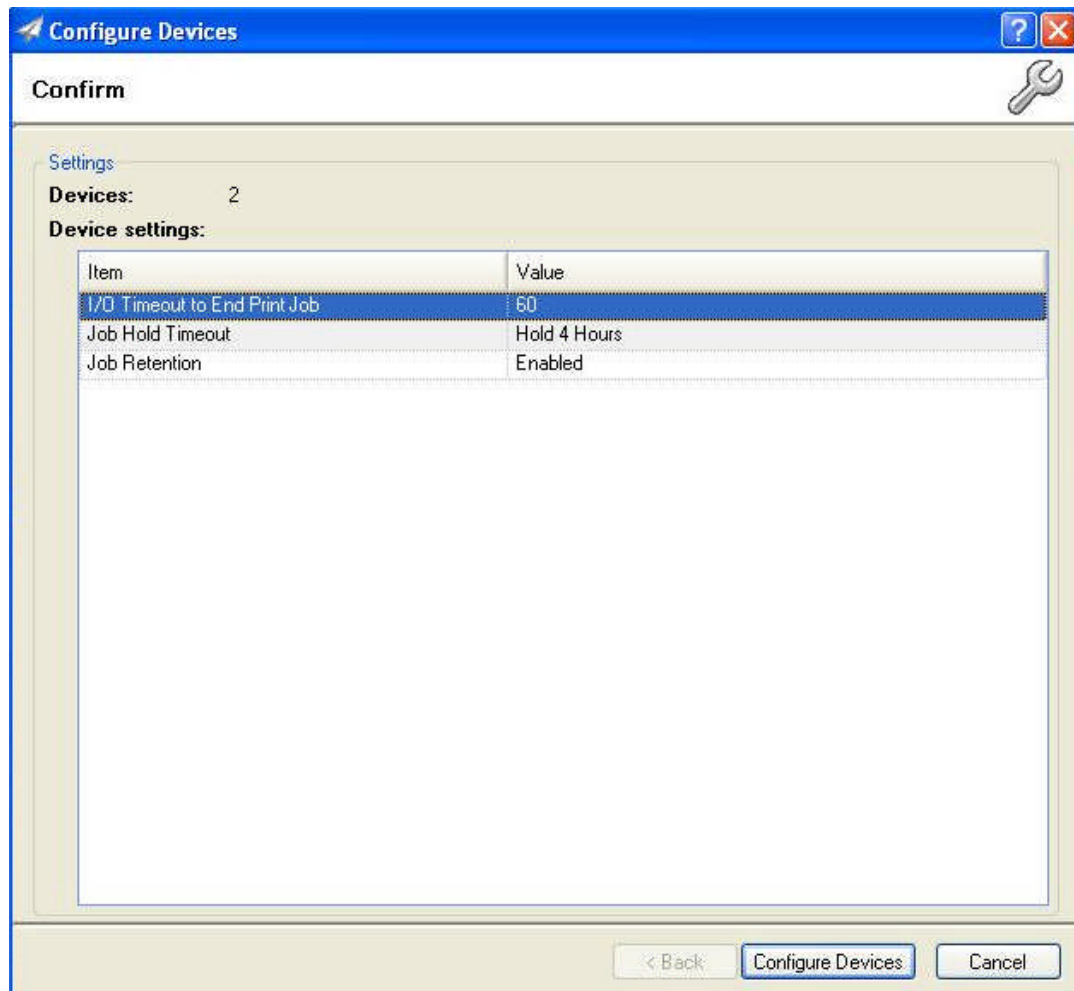 Configure Devices
Confirm
Settings
Devices: 2
Device settings:
Item Value
I/O Timeout to End Print Job 60
Job Hold Timeout Hold 4 Hours
Job Retention Enabled
< Back Configure Devices Cancel